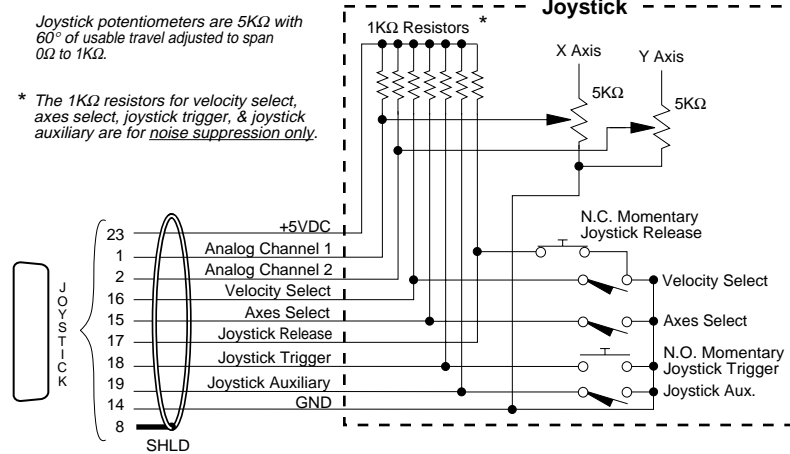 Joystick potentiometers are 5KΩ with
60° of usable travel adjusted to span
0Ω to 1KΩ.
* The 1KΩ resistors for velocity select,
axes select, joystick trigger, & joystick
auxiliary are for noise suppression only.
Joystick
1KΩ Resistors *
X Axis
Y Axis
5KΩ
5KΩ
N.C. Momentary
Joystick Release
Velocity Select
Axes Select
N.O. Momentary
Joystick Trigger
Joystick Aux.
JOYSTICK
23 +5VDC
1 Analog Channel 1
2 Analog Channel 2
16 Velocity Select
15 Axes Select
17 Joystick Release
18 Joystick Trigger
19 Joystick Auxiliary
14 GND
8
SHLD